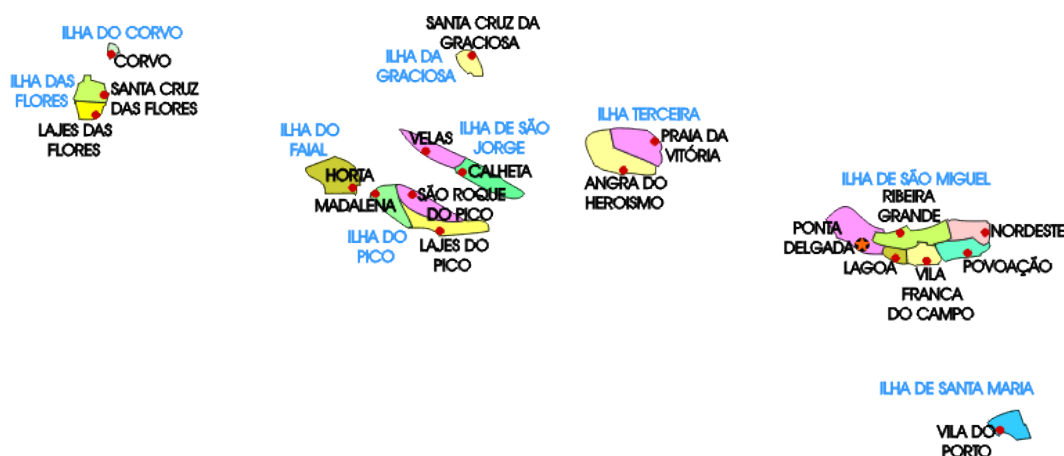 ILHA DO CORVO
CORVO
ILHA DAS
FLORES
SANTA CRUZ
DAS FLORES
LAJES DAS
FLORES
SANTA CRUZ DA
GRACIOSA
ILHA DA
GRACIOSA
ILHA DO
FAIAL
HORTA
VELAS
ILHA DE SÃO
JORGE
CALHETA
MADALENA
SÃO ROQUE
DO PICO
ILHA DO
PICO
LAJES DO
PICO
ILHA TERCEIRA
PRAIA DA
VITÓRIA
ANGRA DO
HEROISMO
ILHA DE SÃO MIGUEL
RIBEIRA
GRANDE
PONTA
DELGADA
NORDESTE
LAGOA
VILA
FRANCA
DO CAMPO
POVOAÇÃO
ILHA DE SANTA MARIA
VILA DO
PORTO